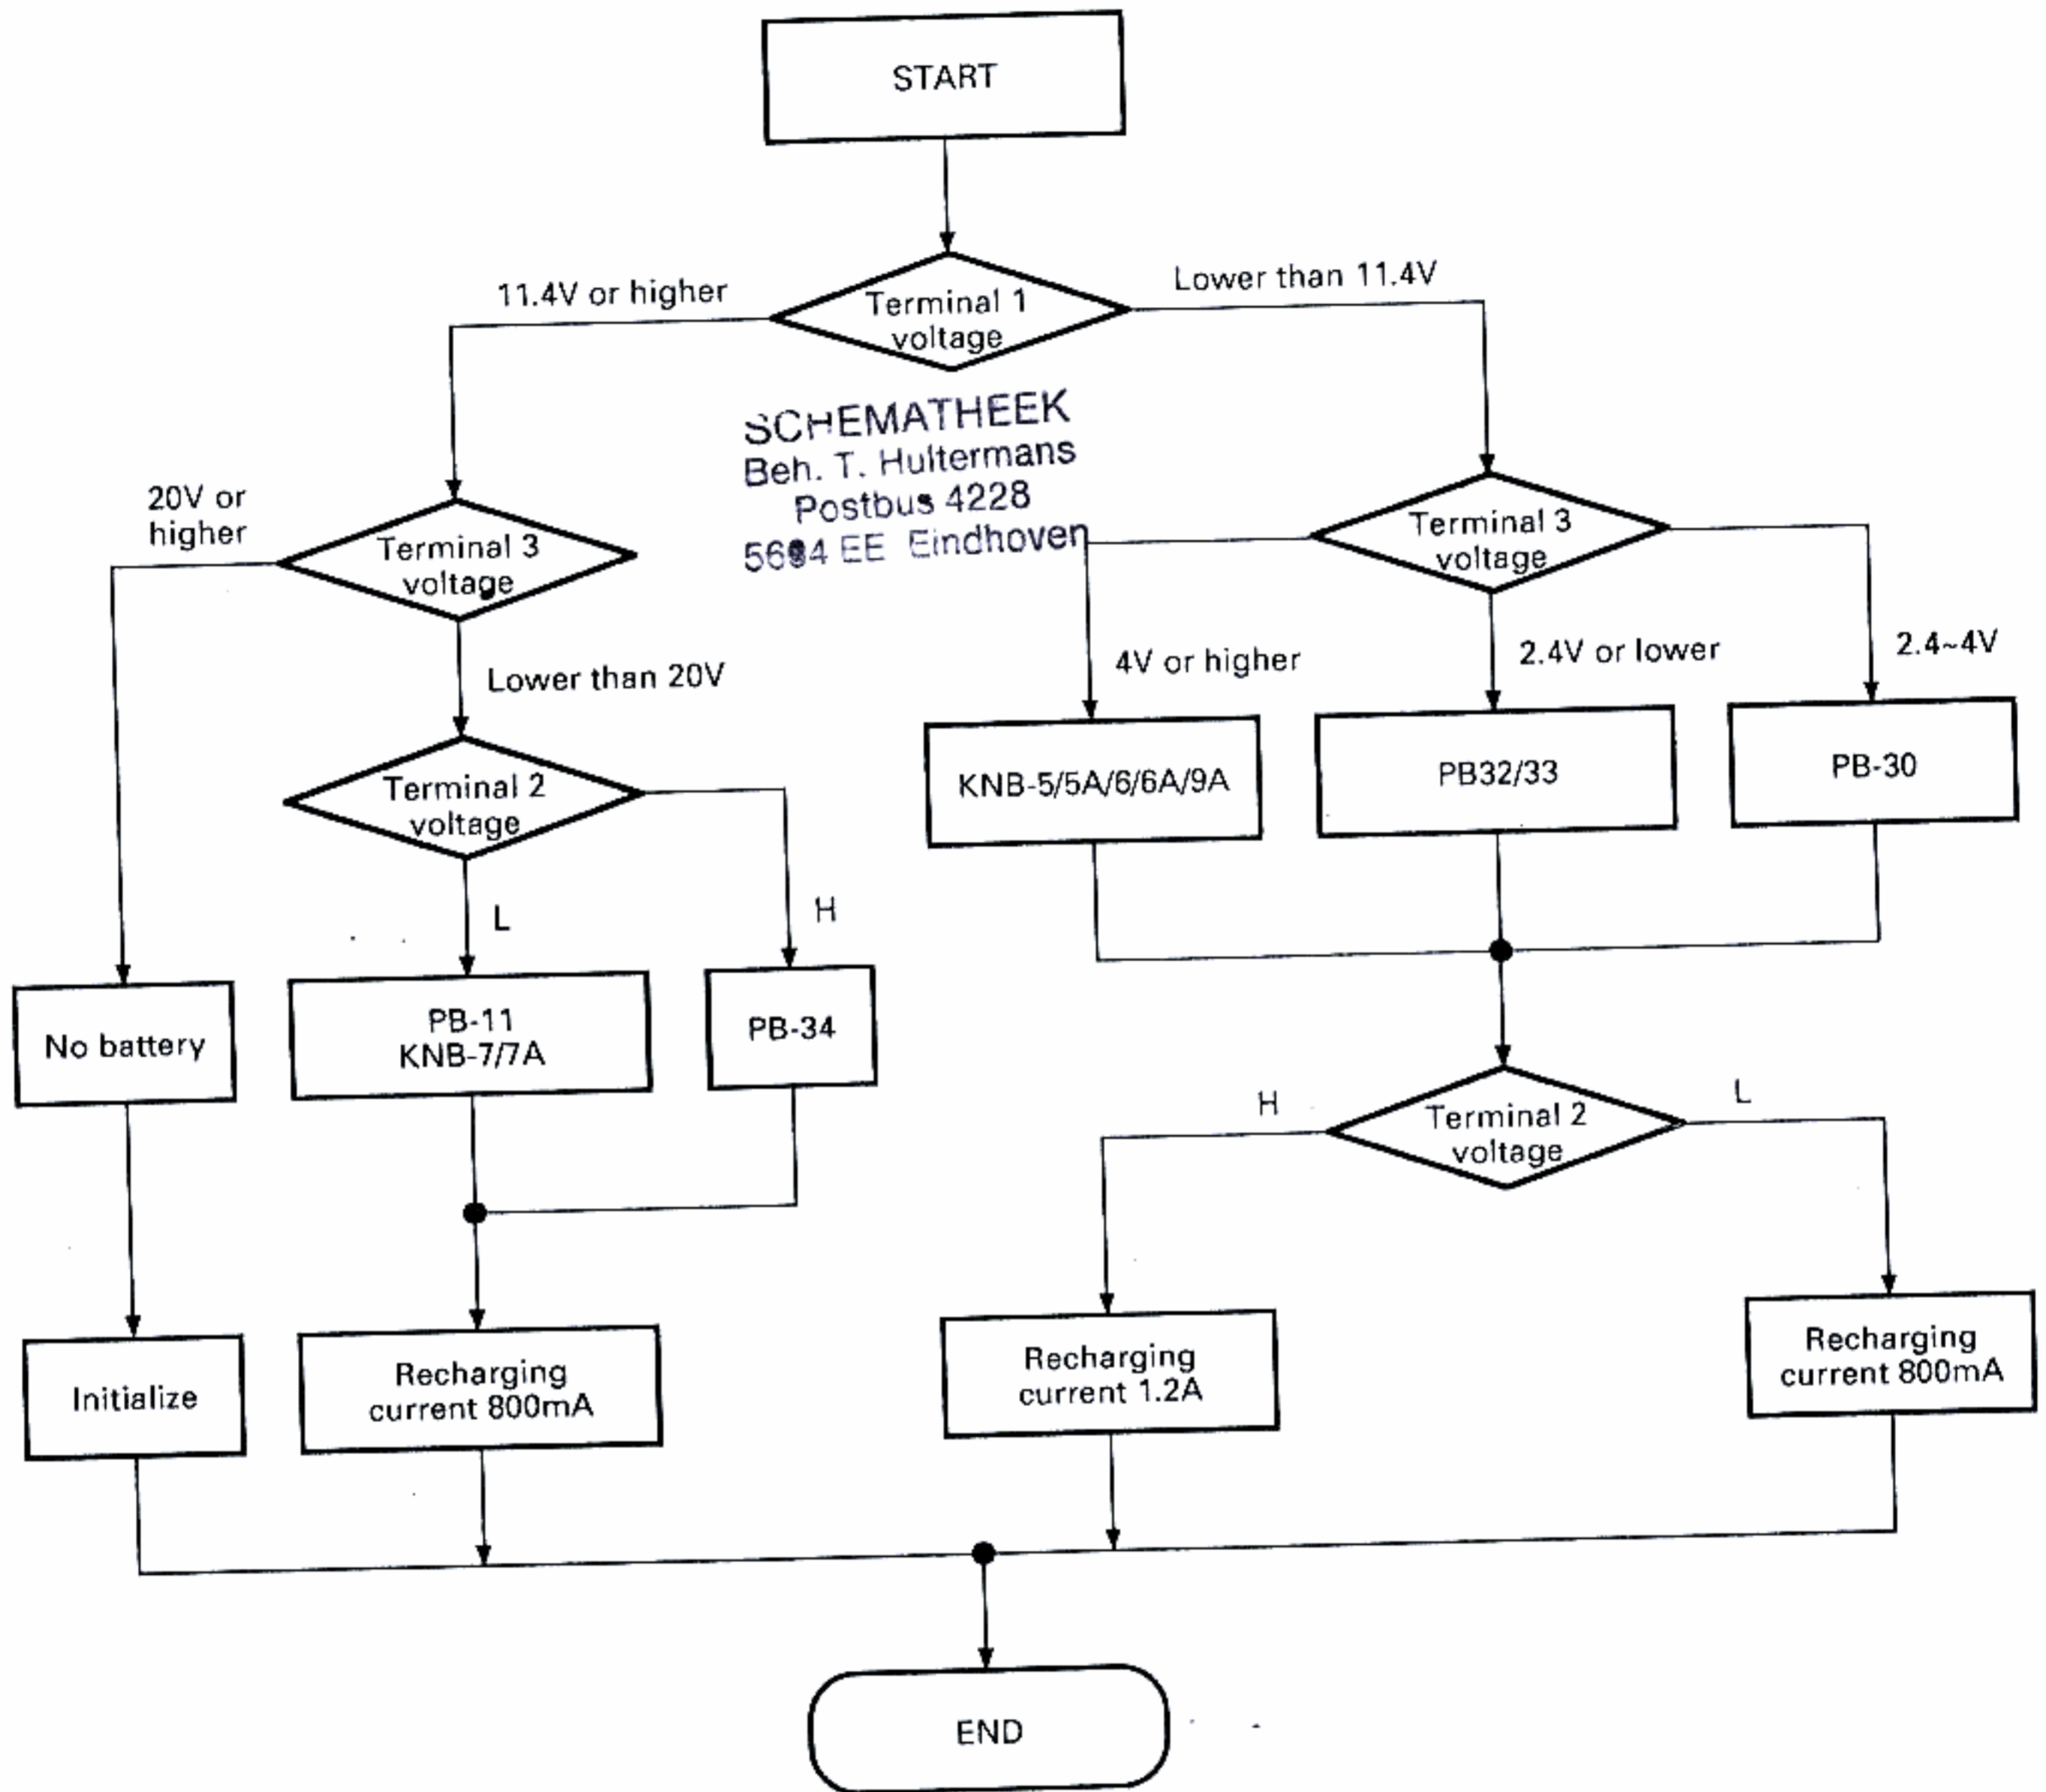 START
Terminal 1
voltage
11.4V or higher
Lower than 11.4V
SCHEMATHEEK
Beh. T. Hultermans
Postbus 4228
EE Eindhoven
20V or
higher
Terminal 3
voltage
Lower than 20V
Terminal 3
voltage
4V or higher
2.4V or lower
2.4~4V
Terminal 2
voltage
L
H
KNB-5/5A/6/6A/9A
PB32/33
PB-30
No battery
PB-11
KNB-7/7A
PB-34
Terminal 2
voltage
H
L
Initialize
Recharging
current 800mA
Recharging
current 1.2A
Recharging
current 800mA
END